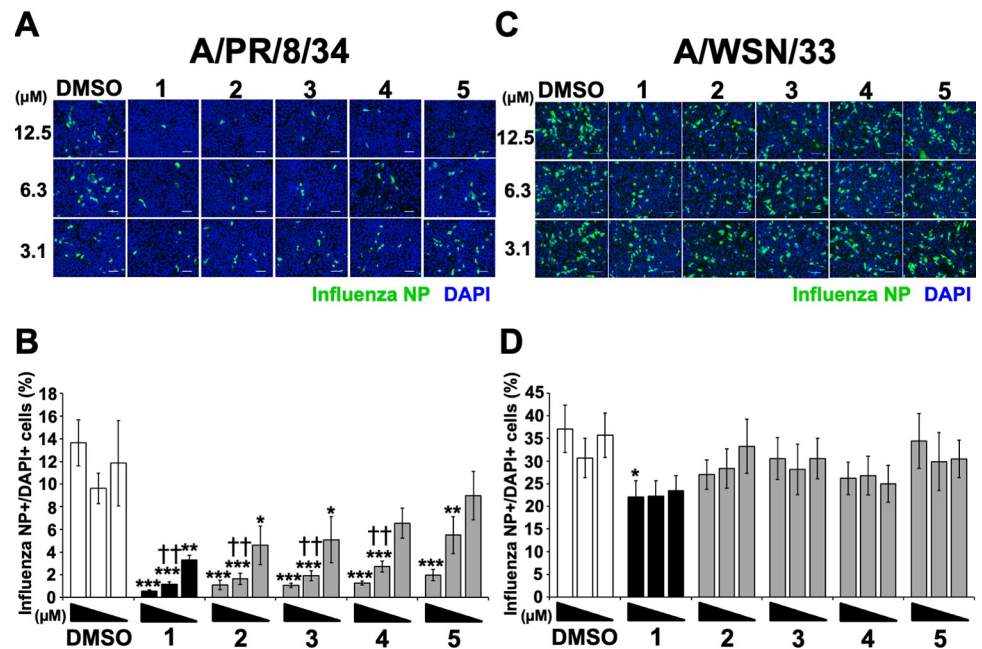 A
A/PR/8/34
(µM) DMSO 1 2 3 4 5
12.5
6.3
3.1
Influenza NP DAPI
C
A/WSN/33
(µM) DMSO 1 2 3 4 5
12.5
6.3
3.1
Influenza NP DAPI
B
Influenza NP+/DAPI+ cells (%)
18
16
14
12
10
8
6
4
2
0
*** ††*** ** *** ††*** * *** ††*** * *** ††*** *** **
(µM)
DMSO 1 2 3 4 5
D
Influenza NP+/DAPI+ cells (%)
45
40
35
30
25
20
15
10
5
0
*
(µM)
DMSO 1 2 3 4 5